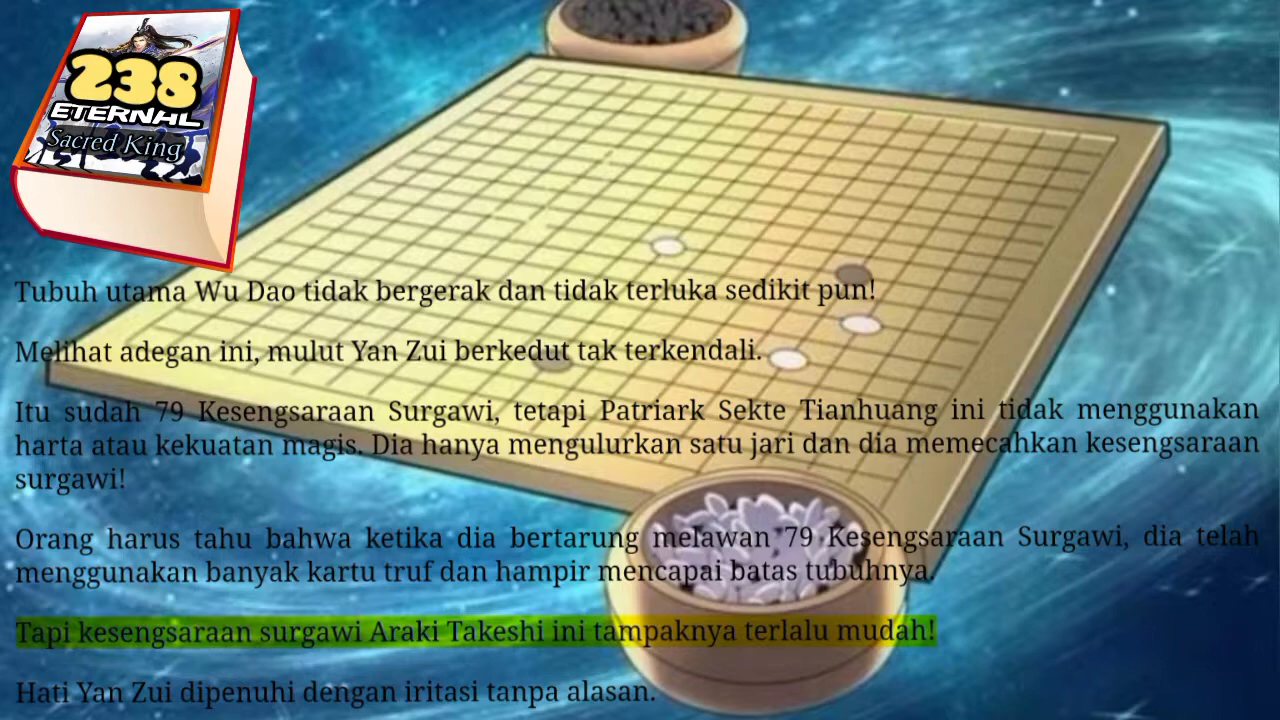 238
ETERNAL
Sacred King
Tubuh utama Wu Dao tidak bergerak dan tidak terluka sedikit pun!
Melihat adegan ini, mulut Yan Zui berkedut tak terkendali.
Itu sudah 79 Kesengsaraan Surgawi, tetapi Patriark Sekte Tianhuang ini tidak menggunakan
harta atau kekuatan magis. Dia hanya mengulurkan satu jari dan dia memecahkan kesengsaraan
surgawi!
Orang harus tahu bahwa ketika dia bertarung melawan 79 Kesengsaraan Surgawi, dia telah
menggunakan banyak kartu truf dan hampir mencapai batas tubuhnya.
Tapi kesengsaraan surgawi Araki Takeshi ini tampaknya terlalu mudah!
Hati Yan Zui dipenuhi dengan iritasi tanpa alasan.